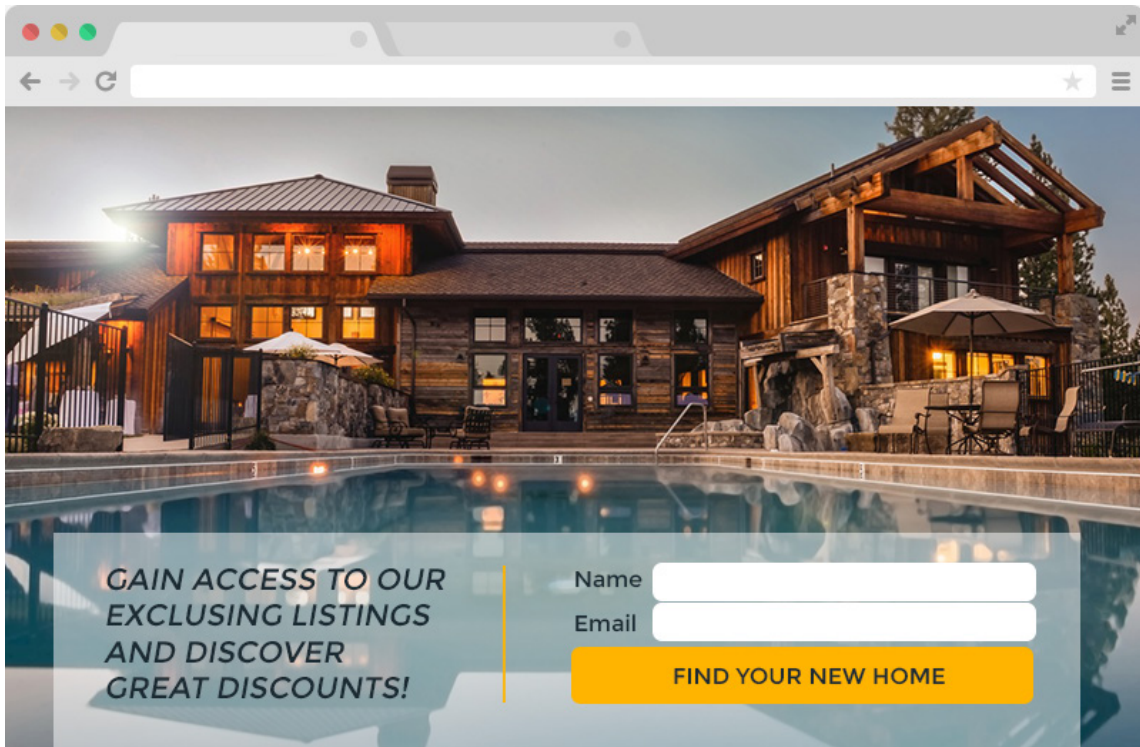 GAIN ACCESS TO OUR
EXCLUSING LISTINGS
AND DISCOVER
GREAT DISCOUNTS!
Name
Email
FIND YOUR NEW HOME